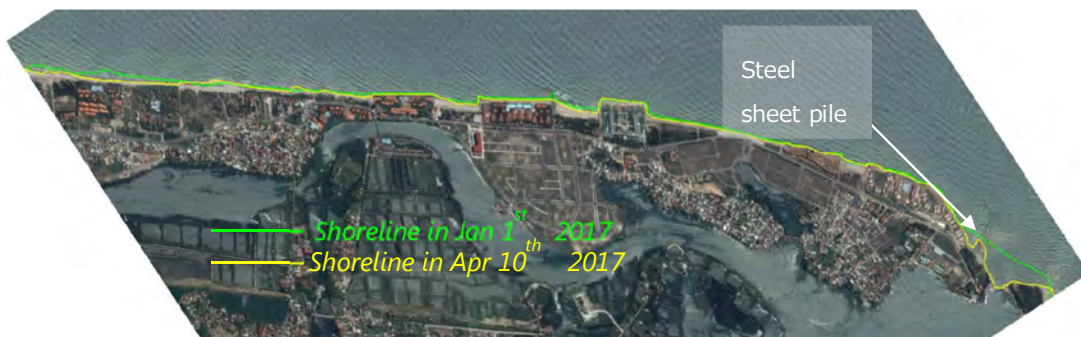 Steel
sheet pile
Shoreline in Jan 1st 2017
Shoreline in Apr 10th 2017